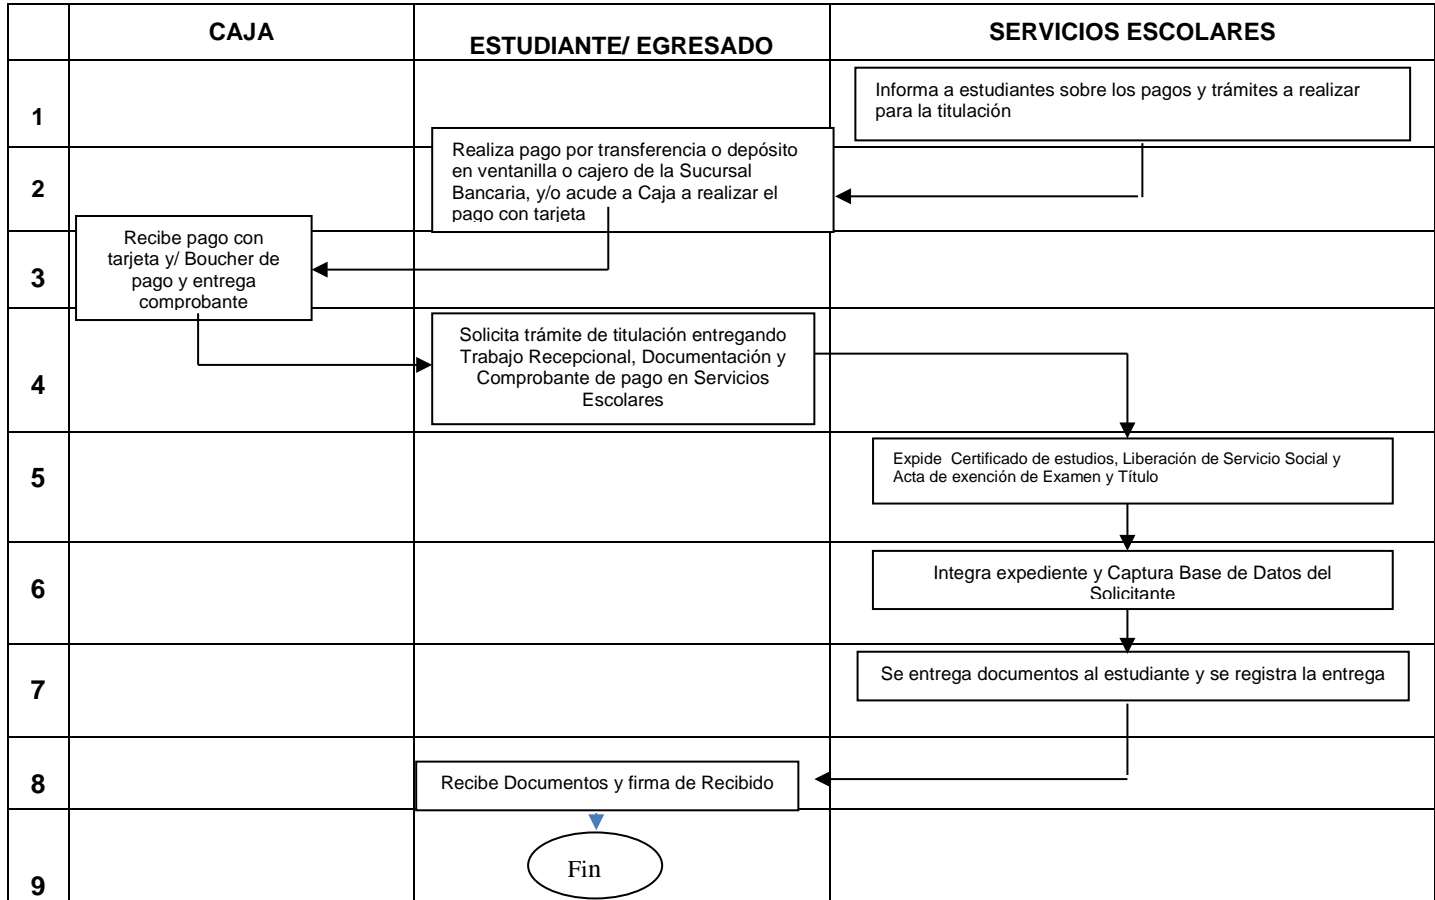 CAJA
ESTUDIANTE/ EGRESADO
SERVICIOS ESCOLARES
1
Informa a estudiantes sobre los pagos y trámites a realizar
para la titulación
2
Realiza pago por transferencia o depósito
en ventanilla o cajero de la Sucursal
Bancaria, y/o acude a Caja a realizar el
pago con tarjeta
3
Recibe pago con
tarjeta y/ Boucher de
pago y entrega
comprobante
4
Solicita trámite de titulación entregando
Trabajo Recepcional, Documentación y
Comprobante de pago en Servicios
Escolares
5
Expide  Certificado de estudios, Liberación de Servicio Social y
Acta de exención de Examen y Título
6
Integra expediente y Captura Base de Datos del
Solicitante
7
Se entrega documentos al estudiante y se registra la entrega
8
Recibe Documentos y firma de Recibido
9
Fin